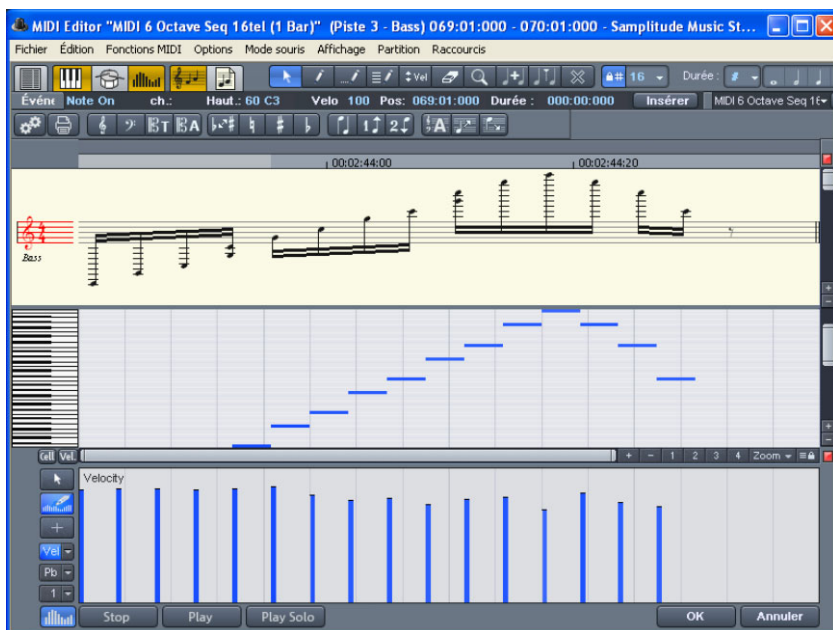 MIDI Editor "MIDI 6 Octave Seq 16tel (1 Bar)" (Piste 3 - Bass) 069:01:000 - 070:01:000 - Samplitude Music St...
Fichier Édition Fonctions MIDI Options Mode souris Affichage Partition Raccourcis
Vel # 16 Durée :
Événe Note On ch.: Haut.: 60 C3 Velo 100 Pos: 069:01:000 Durée : 000:00:000 Insérer MIDI 6 Octave Seq 16
T A 1 2 A
00:02:44:00 00:02:44:20
Bass
Cell Vel. + − 1 2 3 4 Zoom
Velocity
Vel
Pb
1
Stop Play Play Solo OK Annuler